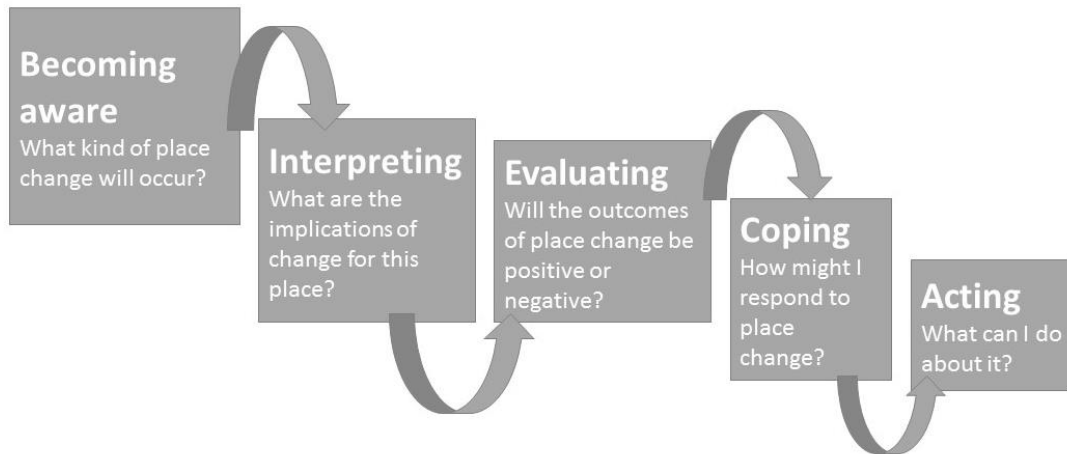 Becoming
aware
What kind of place
change will occur?
Interpreting
What are the
implications of
change for this
place?
Evaluating
Will the outcomes
of place change be
positive or
negative?
Coping
How might I
respond to
place
change?
Acting
What can I do
about it?